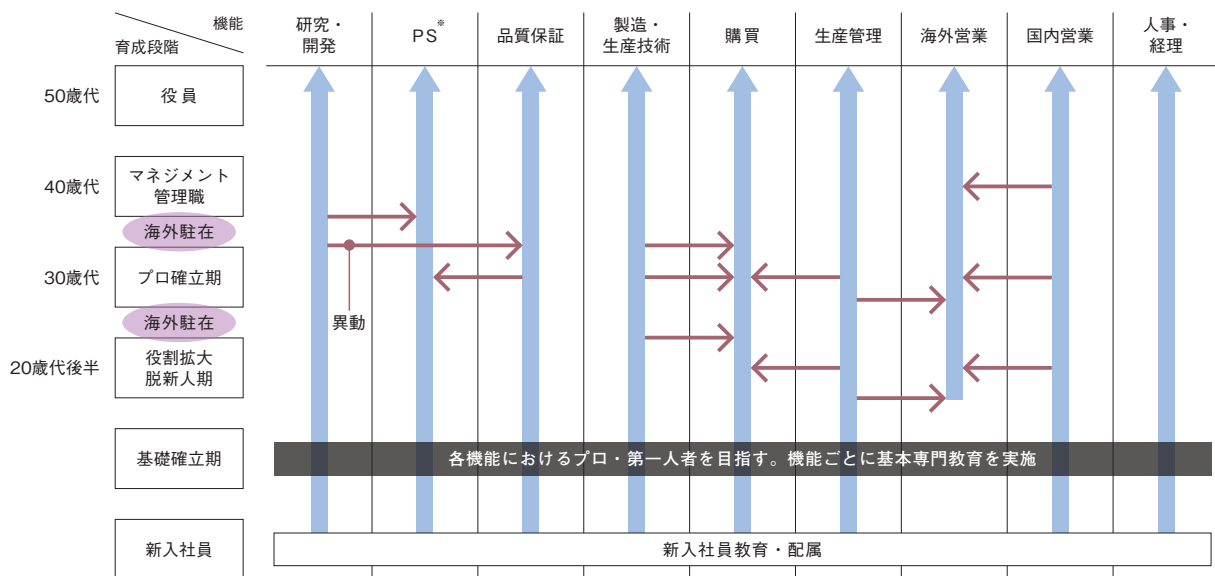 機能
育成段階
研究・
開発
PS※
品質保証
製造・
生産技術
購買
生産管理
海外営業
国内営業
人事・
経理
50歳代
役員
40歳代
マネジメント
管理職
海外駐在
30歳代
プロ確立期
異動
海外駐在
20歳代後半
役割拡大
脱新人期
基礎確立期
各機能におけるプロ・第一人者を目指す。機能ごとに基本専門教育を実施
新入社員
新入社員教育・配属